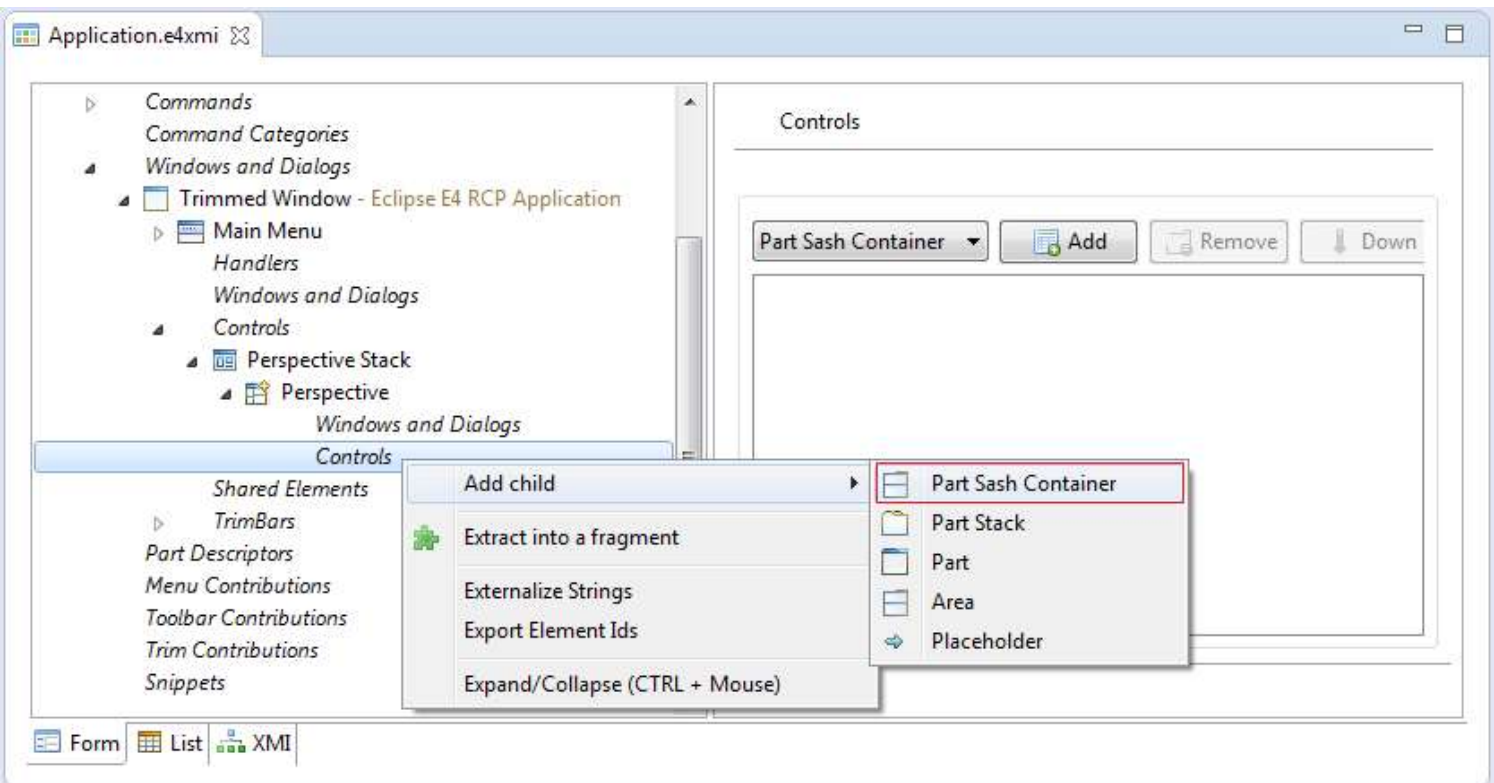 Application.e4xmi
Commands
Command Categories
Windows and Dialogs
Trimmed Window - Eclipse E4 RCP Application
Main Menu
Handlers
Windows and Dialogs
Controls
Perspective Stack
Perspective
Windows and Dialogs
Controls
Shared Elements
TrimBars
Part Descriptors
Menu Contributions
Toolbar Contributions
Trim Contributions
Snippets
Controls
Part Sash Container Add Remove Down
Add child
Extract into a fragment
Externalize Strings
Export Element Ids
Expand/Collapse (CTRL + Mouse)
Part Sash Container
Part Stack
Part
Area
Placeholder
Form List XMI